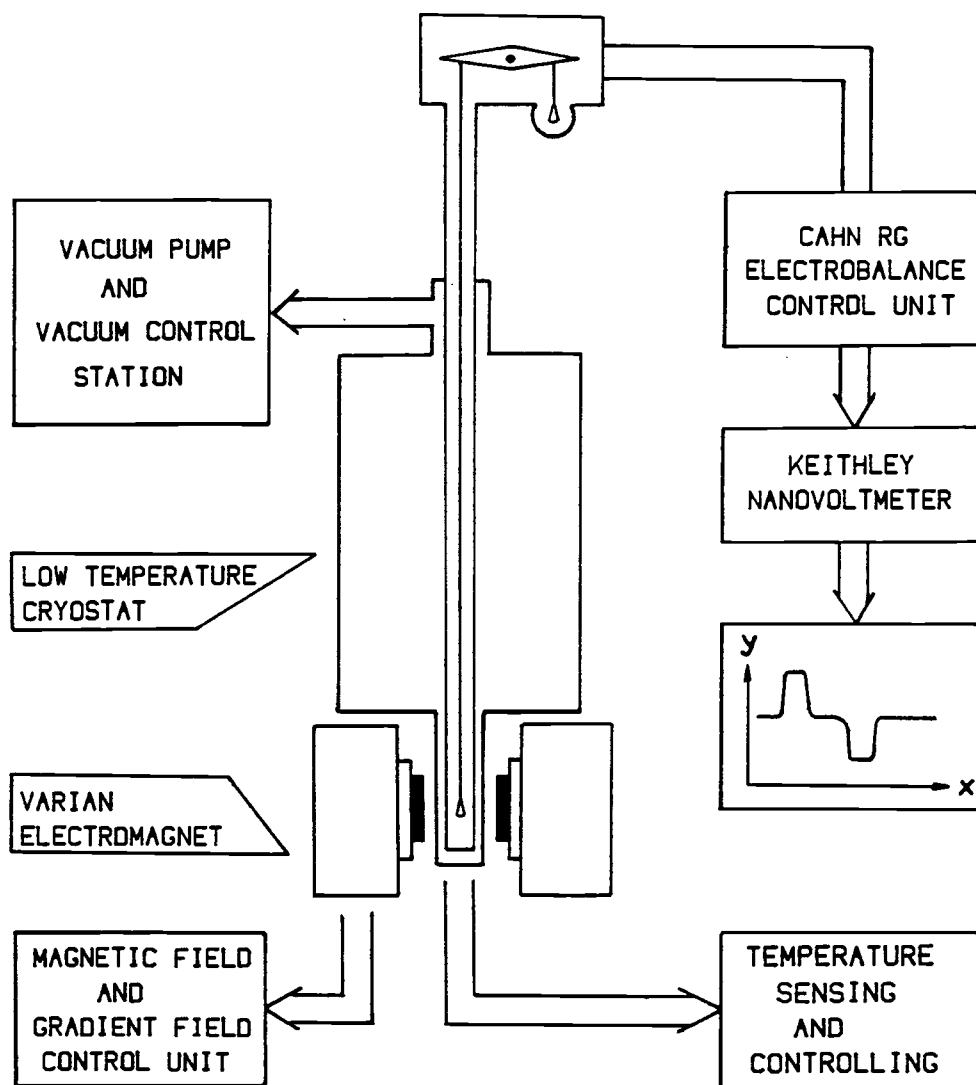 VACUUM PUMP
AND
VACUUM CONTROL
STATION
CAHN RG
ELECTROBALANCE
CONTROL UNIT
KEITHLEY
NANOVOLTMETER
LOW TEMPERATURE
CRYOSTAT
y
x
VARIAN
ELECTROMAGNET
MAGNETIC FIELD
AND
GRADIENT FIELD
CONTROL UNIT
TEMPERATURE
SENSING
AND
CONTROLLING